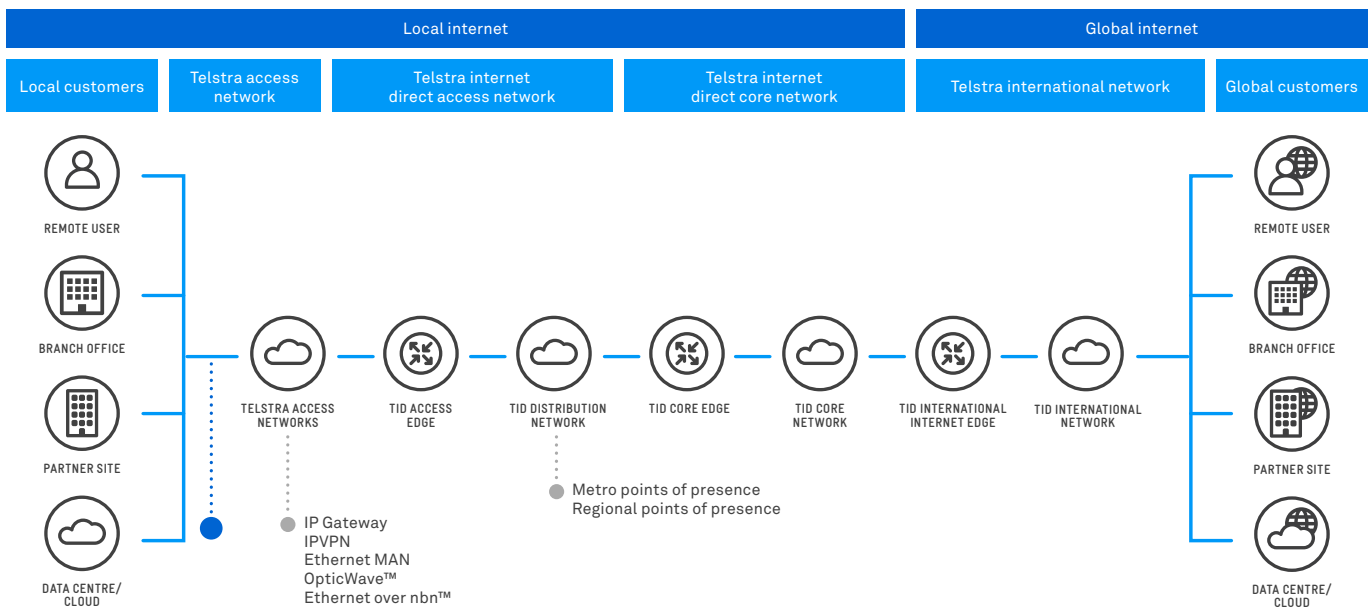 Local internet
Global internet
Local customers
Telstra access
network
Telstra internet
direct access network
Telstra internet
direct core network
Telstra international network
Global customers
REMOTE USER
BRANCH OFFICE
PARTNER SITE
DATA CENTRE/
CLOUD
TELSTRA ACCESS
NETWORKS
IP Gateway
IPVPN
Ethernet MAN
OpticWave™
Ethernet over nbn™
TID ACCESS
EDGE
TID DISTRIBUTION
NETWORK
Metro points of presence
Regional points of presence
TID CORE EDGE
TID CORE
NETWORK
TID INTERNATIONAL
INTERNET EDGE
TID INTERNATIONAL
NETWORK
REMOTE USER
BRANCH OFFICE
PARTNER SITE
DATA CENTRE/
CLOUD